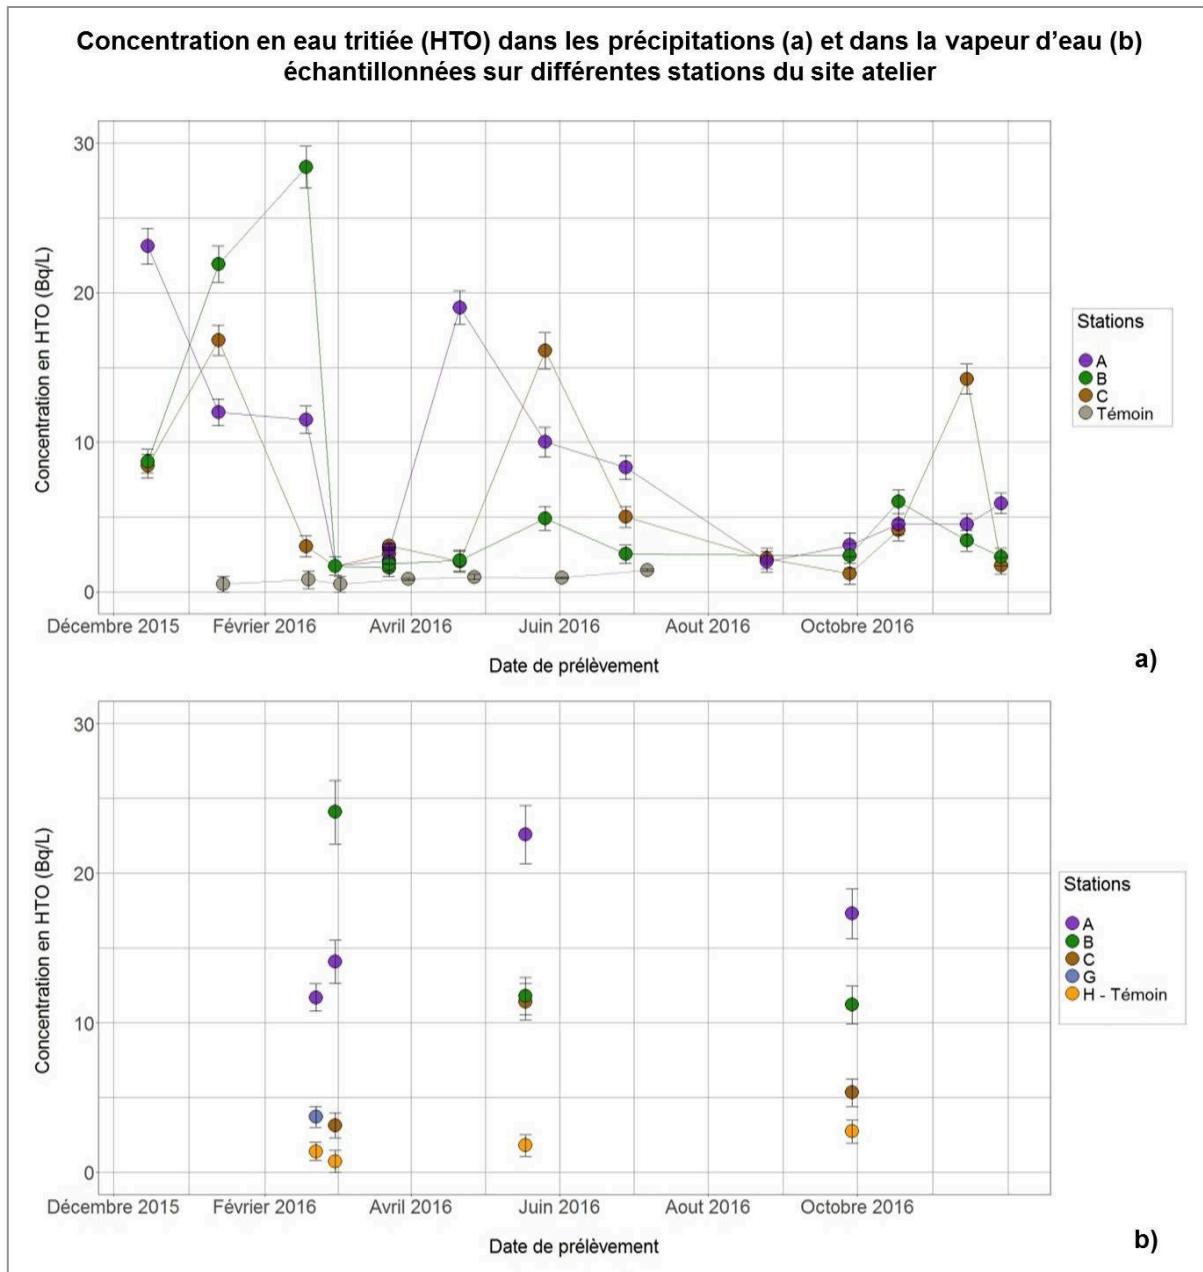 Concentration en eau tritiée (HTO) dans les précipitations (a) et dans la vapeur d’eau (b)
échantillonnées sur différentes stations du site atelier
30
20
10
0
Concentration en HTO (Bq/L)
Décembre 2015
Février 2016
Avril 2016
Juin 2016
Aout 2016
Octobre 2016
Date de prélèvement
Stations
A
B
C
Témoin
a)
30
20
10
0
Concentration en HTO (Bq/L)
Décembre 2015
Février 2016
Avril 2016
Juin 2016
Aout 2016
Octobre 2016
Date de prélèvement
Stations
A
B
C
G
H - Témoin
b)